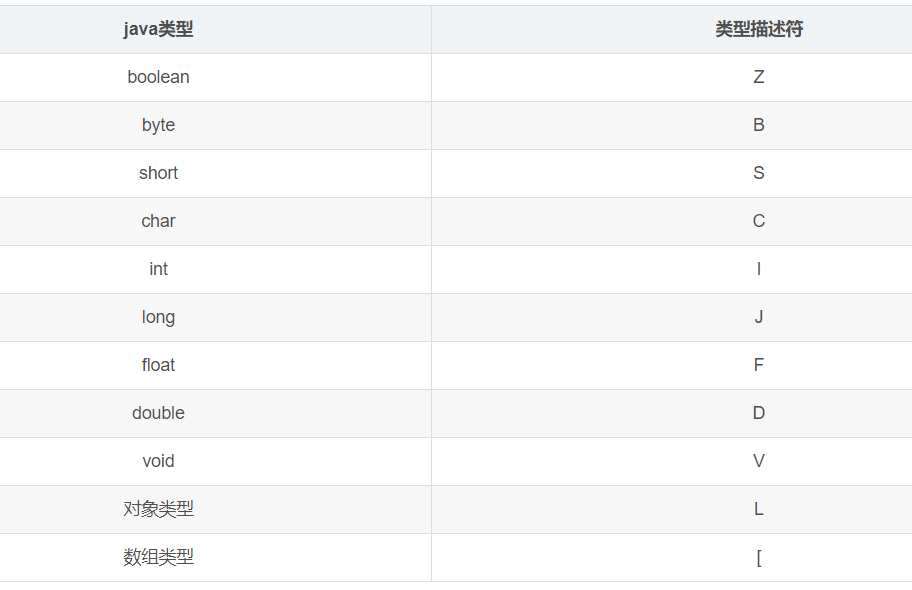 java类型 类型描述符
boolean Z
byte B
short S
char C
int I
long J
float F
double D
void V
对象类型 L
数组类型 [